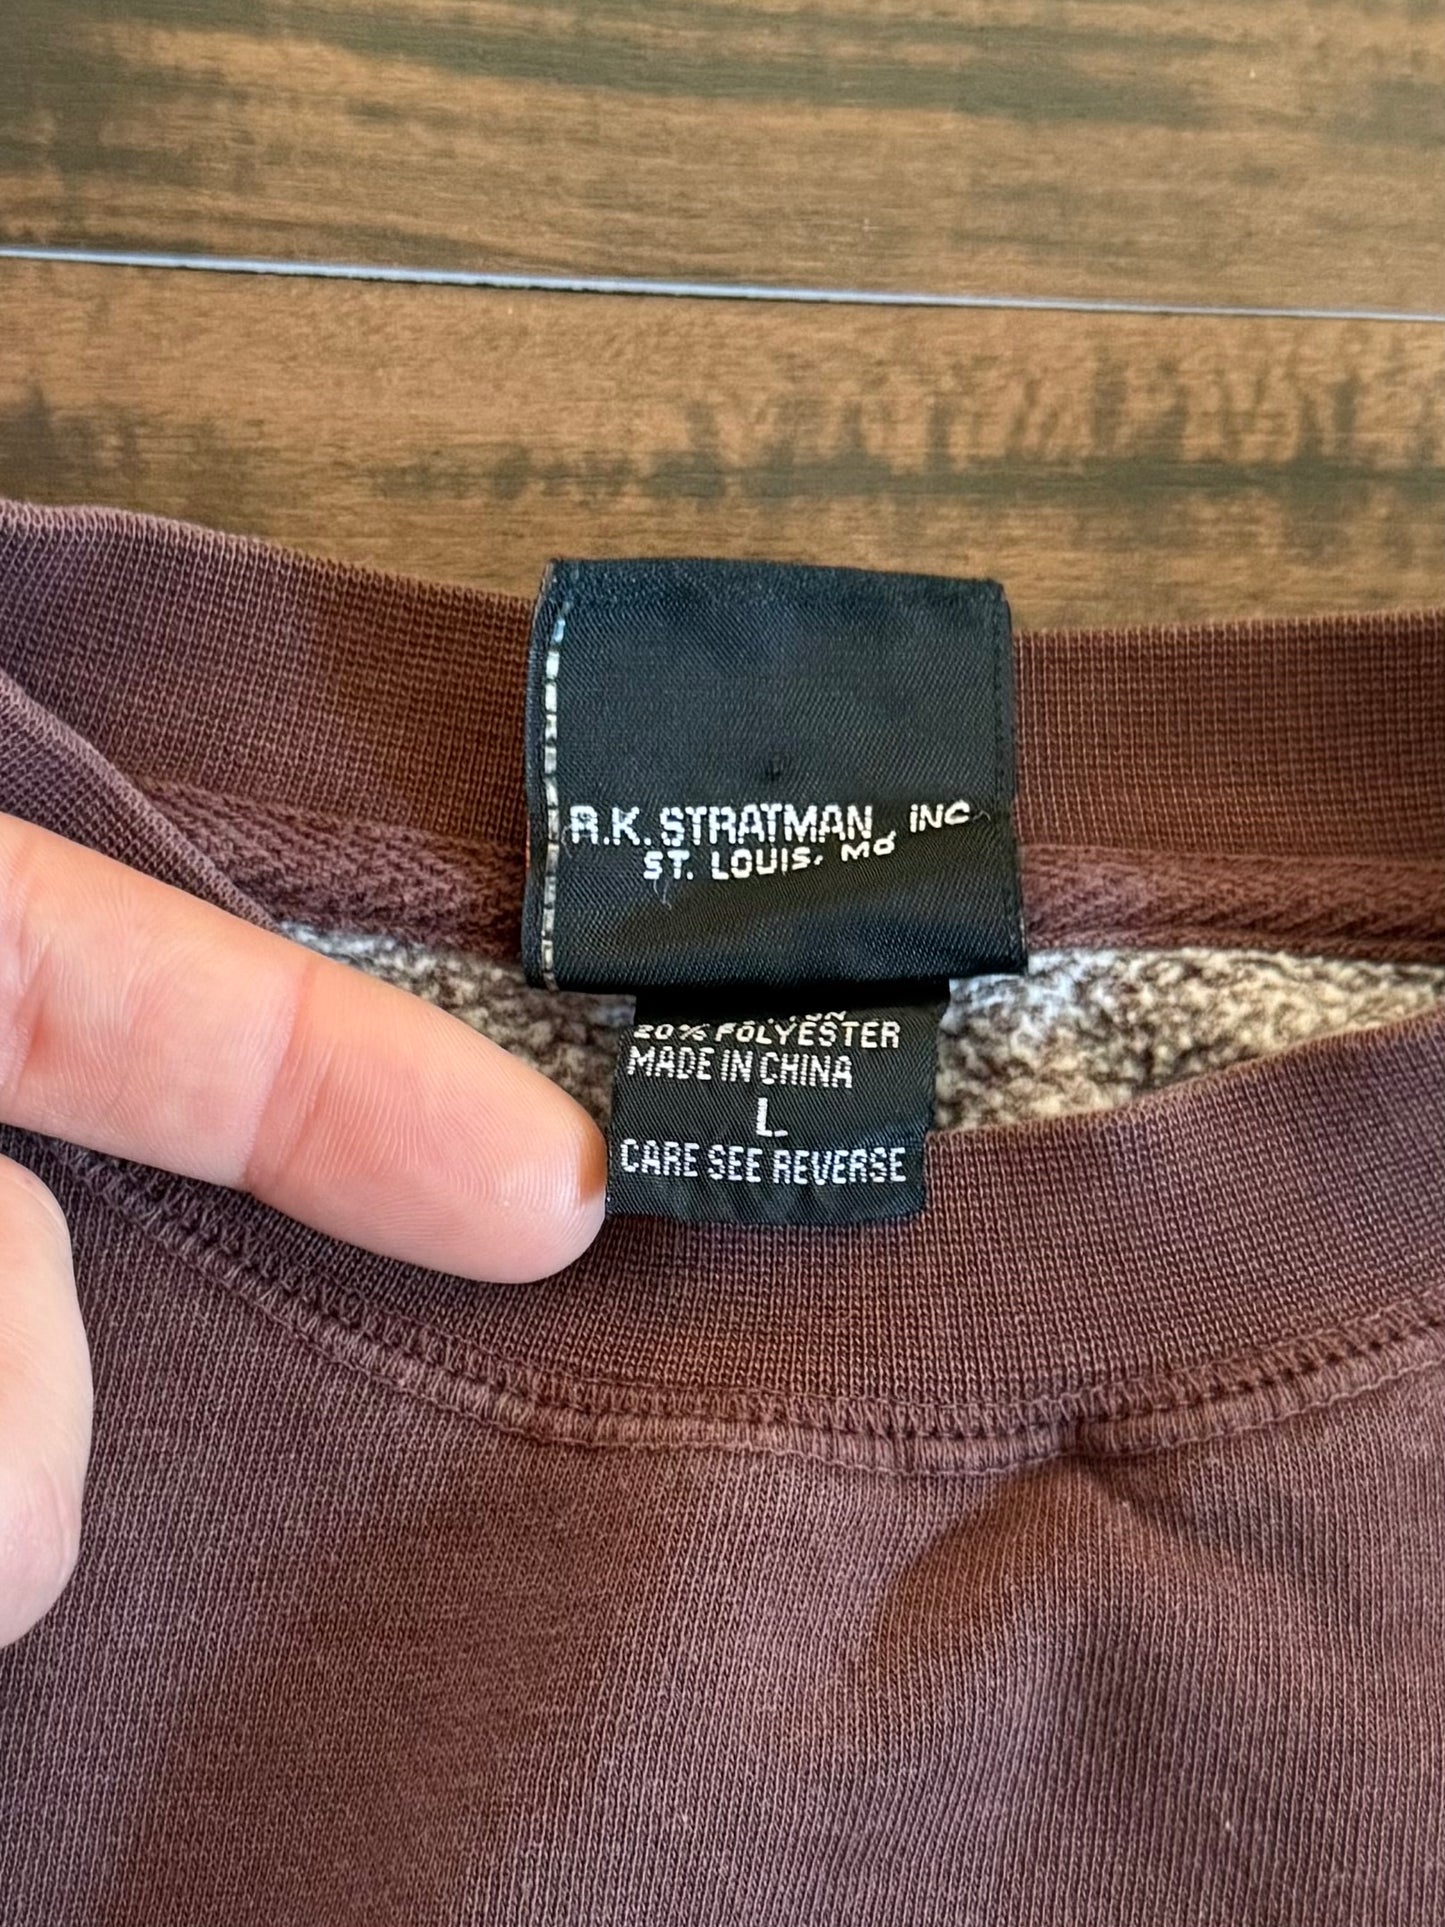 R.K. STRATMAN, INC
ST. LOUIS, Mo
20% POLYESTER
MADE IN CHINA
L
CARE SEE REVERSE